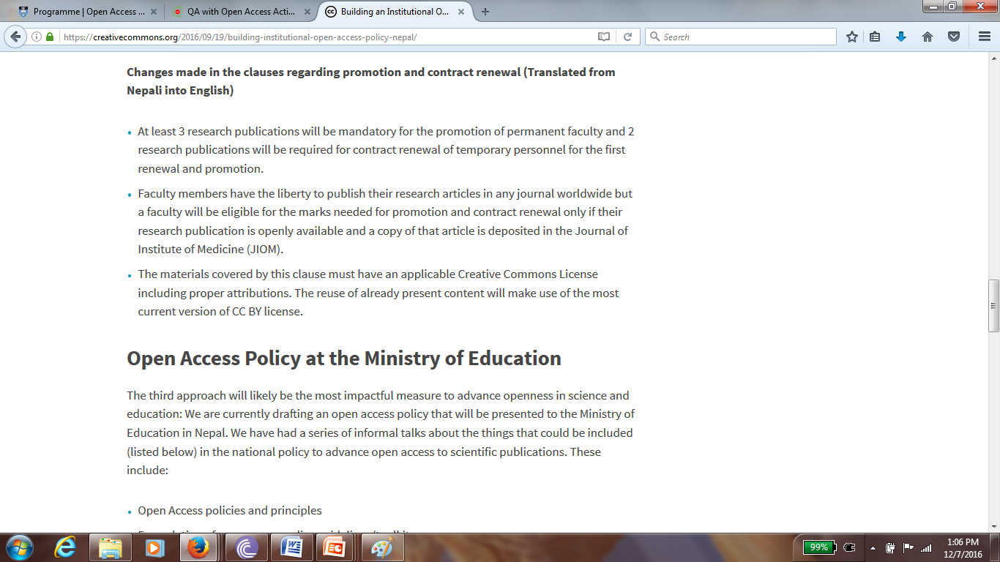 Programme | Open Access ...
QA with Open Access Acti...
Building an Institutional O...
https://creativecommons.org/2016/09/19/building-institutional-open-access-policy-nepal/
Search
Changes made in the clauses regarding promotion and contract renewal (Translated from
Nepali into English)
At least 3 research publications will be mandatory for the promotion of permanent faculty and 2
research publications will be required for contract renewal of temporary personnel for the first
renewal and promotion.
Faculty members have the liberty to publish their research articles in any journal worldwide but
a faculty will be eligible for the marks needed for promotion and contract renewal only if their
research publication is openly available and a copy of that article is deposited in the Journal of
Institute of Medicine (JIOM).
The materials covered by this clause must have an applicable Creative Commons License
including proper attributions. The reuse of already present content will make use of the most
current version of CC BY license.
Open Access Policy at the Ministry of Education
The third approach will likely be the most impactful measure to advance openness in science and
education: We are currently drafting an open access policy that will be presented to the Ministry of
Education in Nepal. We have had a series of informal talks about the things that could be included
(listed below) in the national policy to advance open access to scientific publications. These
include:
Open Access policies and principles
99%
1:06 PM
12/7/2016